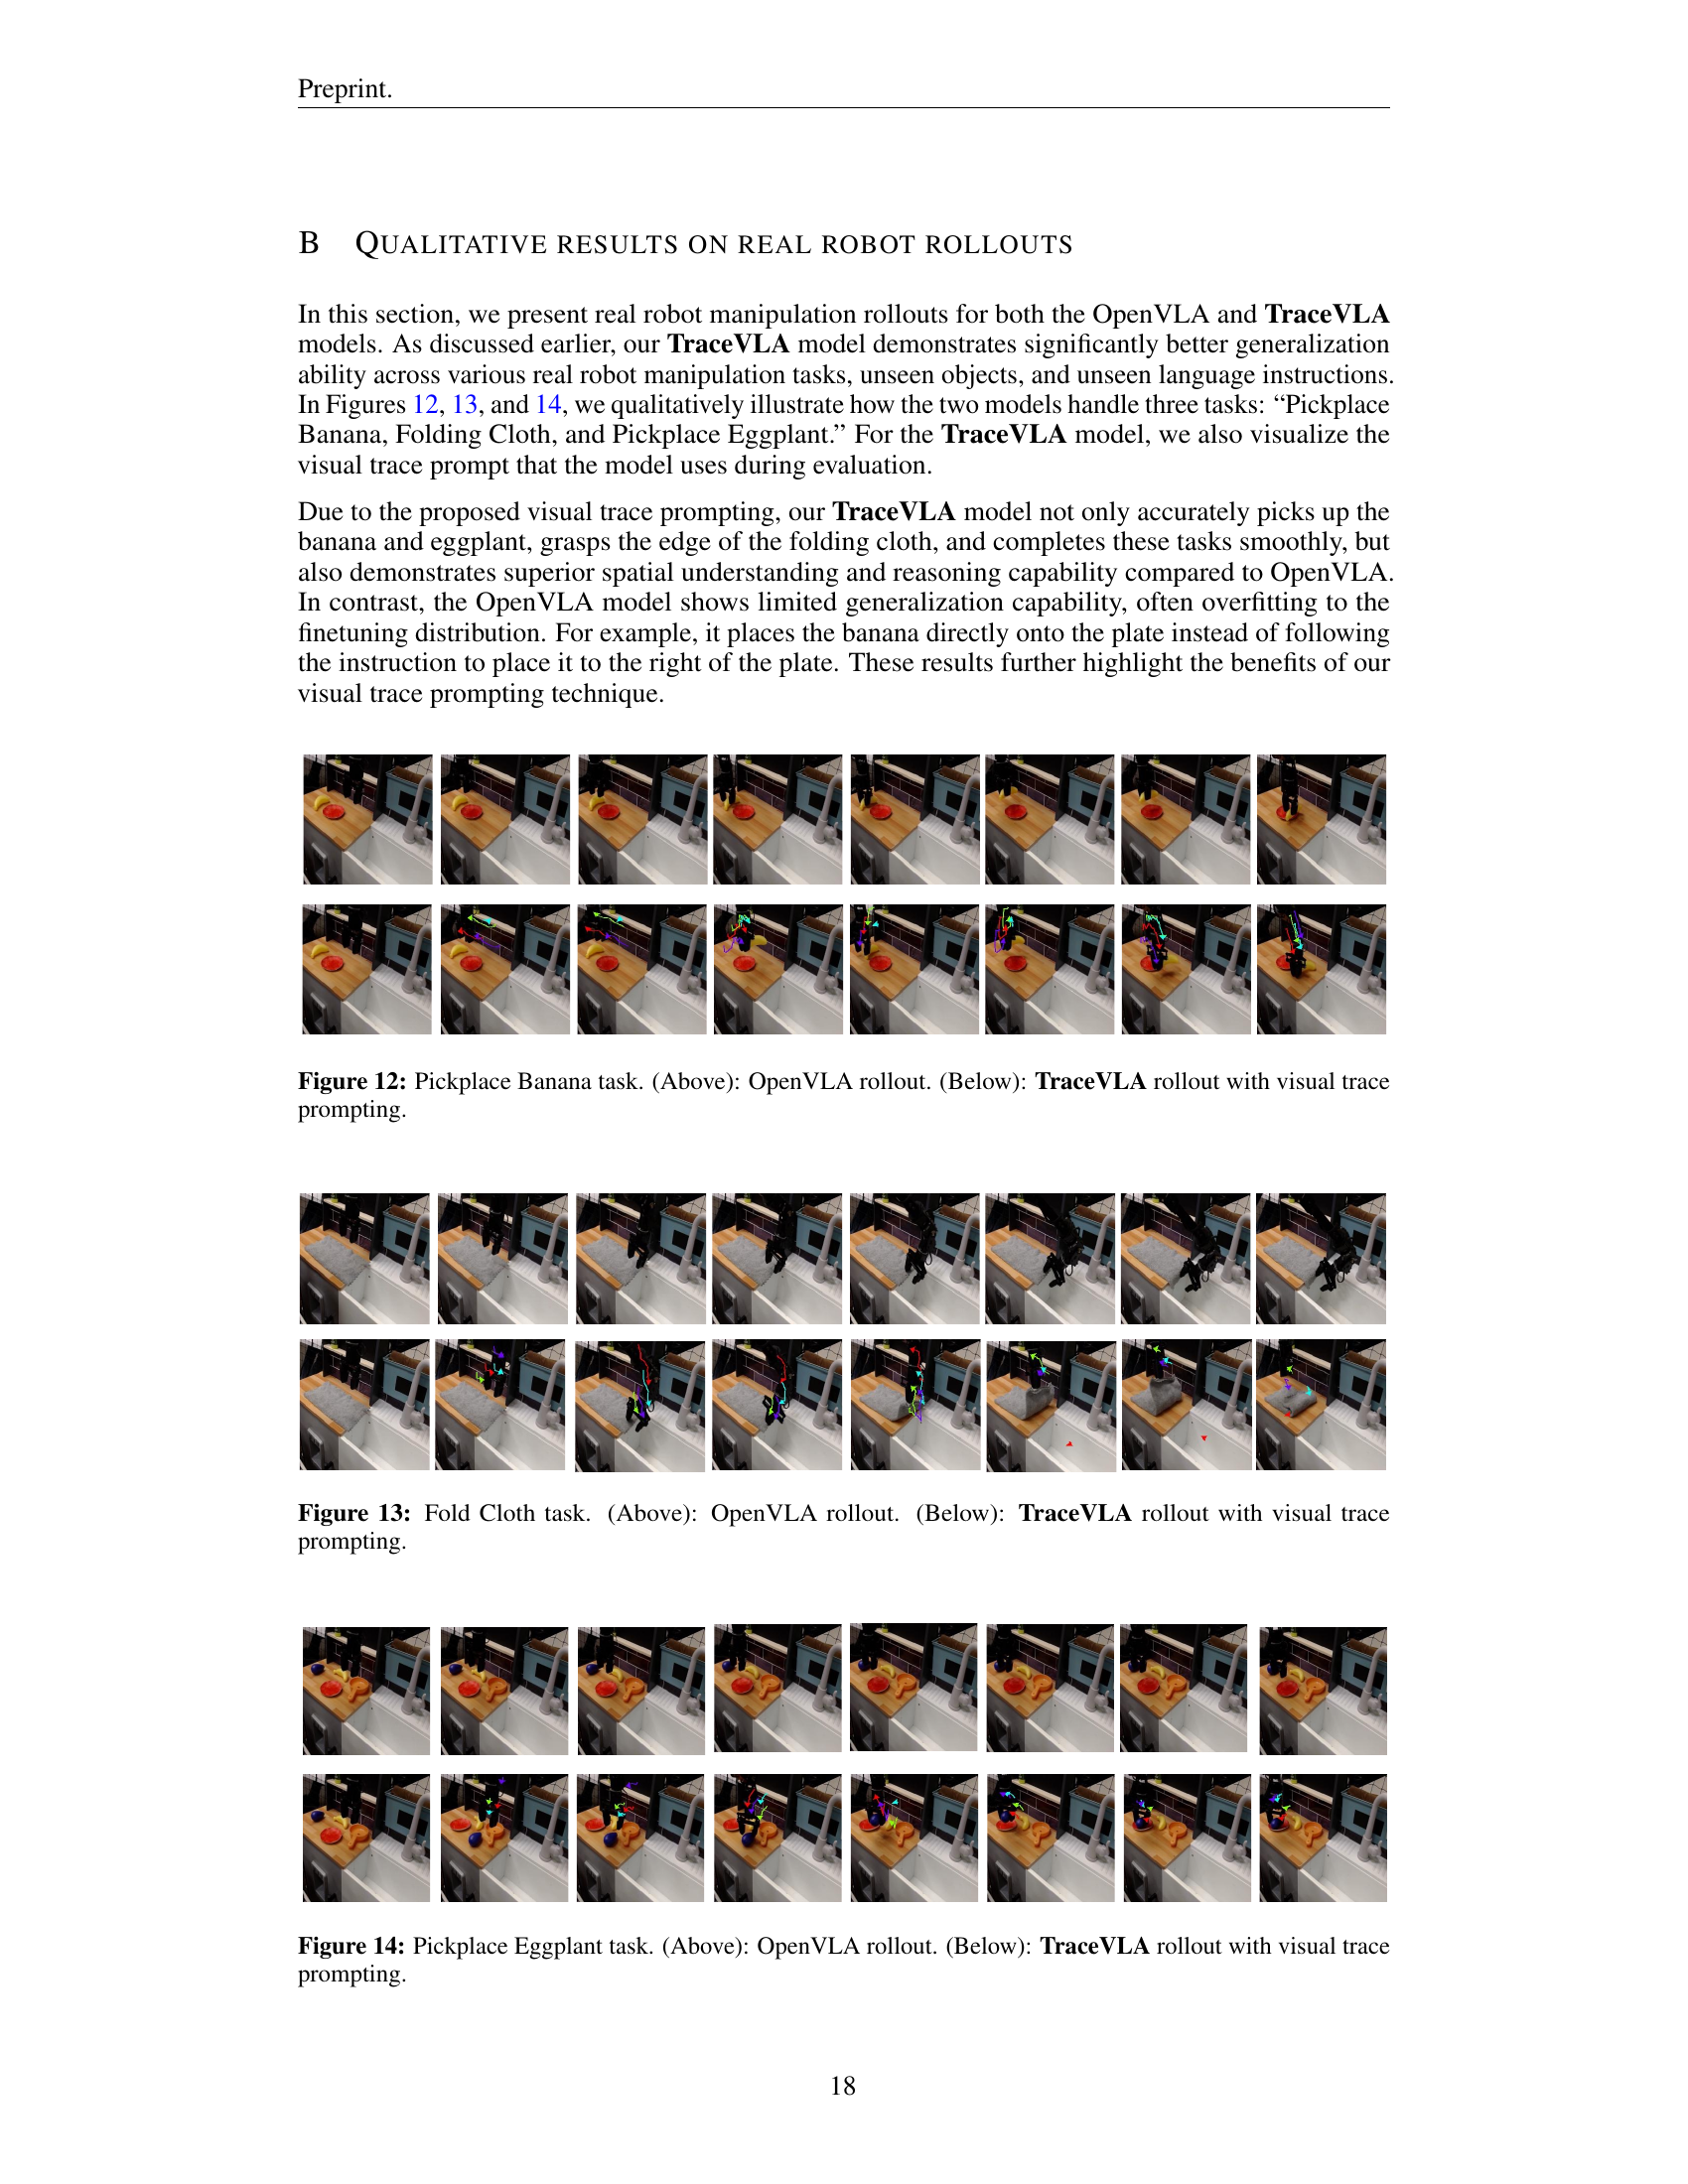 Preprint.
B QUALITATIVE RESULTS ON REAL ROBOT ROLLOUTS
In this section, we present real robot manipulation rollouts for both the OpenVLA and TraceVLA
models. As discussed earlier, our TraceVLA model demonstrates significantly better generalization
ability across various real robot manipulation tasks, unseen objects, and unseen language instructions.
In Figures 12, 13, and 14, we qualitatively illustrate how the two models handle three tasks: “Pickplace
Banana, Folding Cloth, and Pickplace Eggplant.” For the TraceVLA model, we also visualize the
visual trace prompt that the model uses during evaluation.
Due to the proposed visual trace prompting, our TraceVLA model not only accurately picks up the
banana and eggplant, grasps the edge of the folding cloth, and completes these tasks smoothly, but
also demonstrates superior spatial understanding and reasoning capability compared to OpenVLA.
In contrast, the OpenVLA model shows limited generalization capability, often overfitting to the
finetuning distribution. For example, it places the banana directly onto the plate instead of following
the instruction to place it to the right of the plate. These results further highlight the benefits of our
visual trace prompting technique.
Figure 12: Pickplace Banana task. (Above): OpenVLA rollout. (Below): TraceVLA rollout with visual trace
prompting.
Figure 13: Fold Cloth task. (Above): OpenVLA rollout. (Below): TraceVLA rollout with visual trace
prompting.
Figure 14: Pickplace Eggplant task. (Above): OpenVLA rollout. (Below): TraceVLA rollout with visual trace
prompting.
18